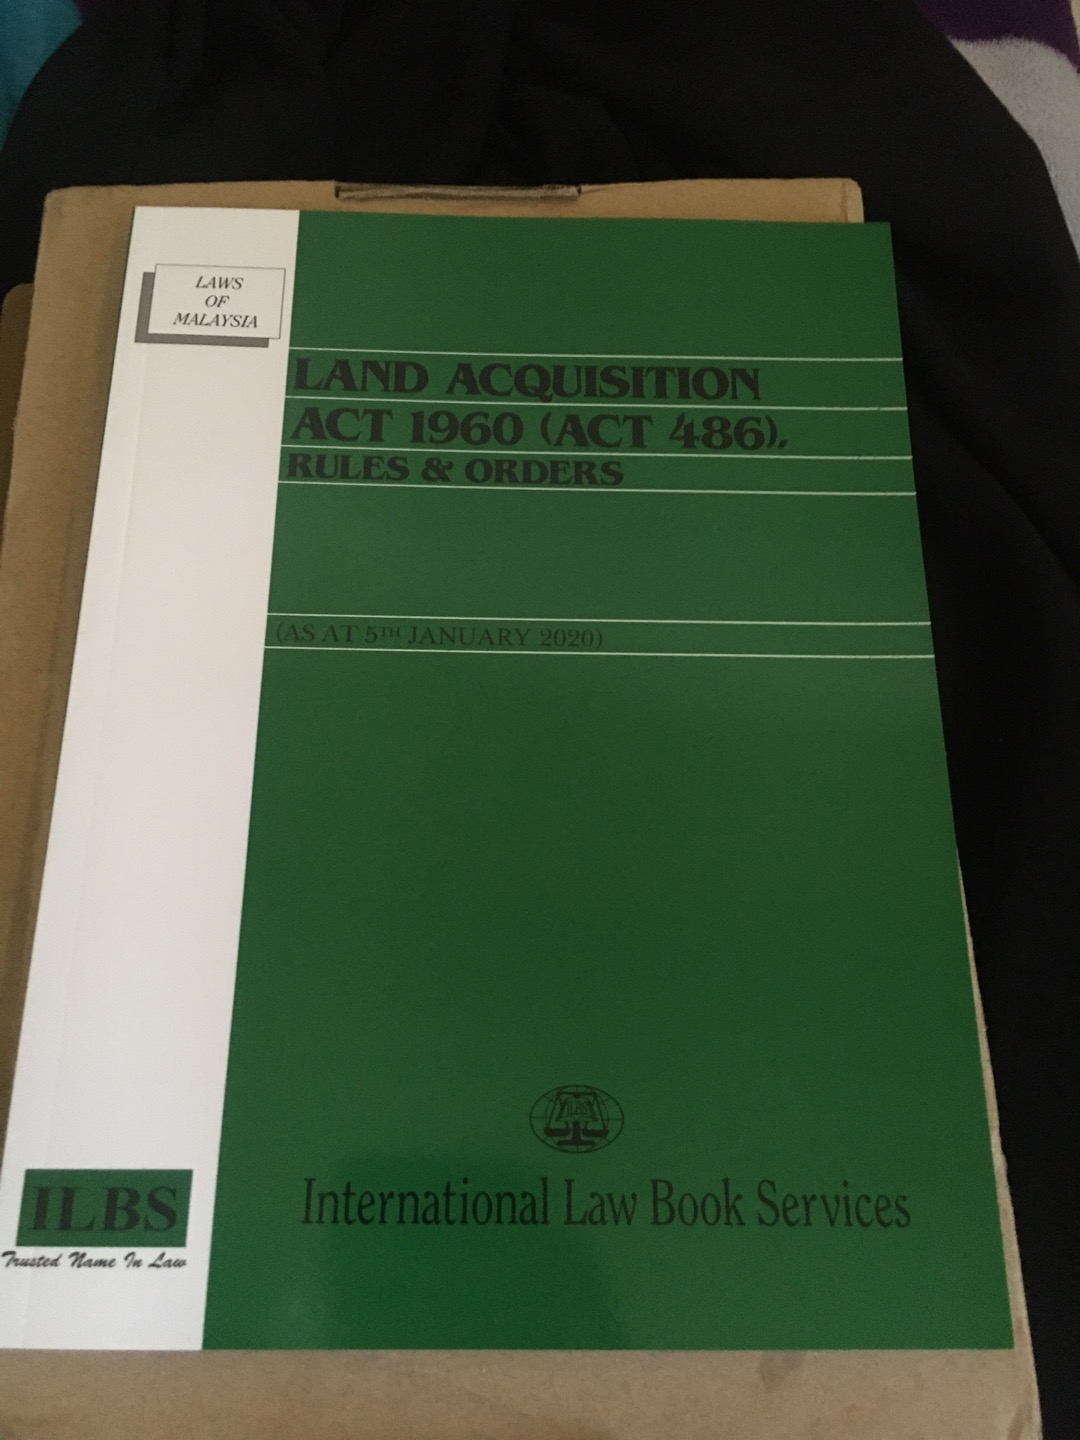 LAWS
OF
MALAYSIA
LAND ACQUISITION
ACT 1960 (ACT 486),
RULES & ORDERS
(AS AT 5TH JANUARY 2020)
ILBS
International Law Book Services
ILBS
Trusted Name In Law